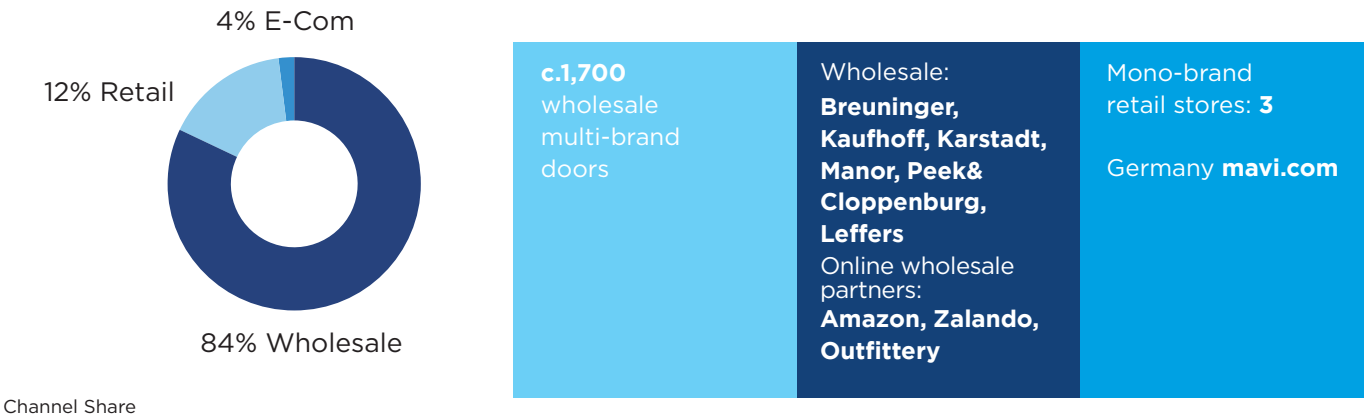 4% E-Com
12% Retail
84% Wholesale
Channel Share
c.1,700
wholesale
multi-brand
doors
Wholesale:
Breuninger,
Kaufhoff, Karstadt,
Manor, Peek&
Cloppenburg,
Leffers
Online wholesale
partners:
Amazon, Zalando,
Outfittery
Mono-brand
retail stores: 3
Germany mavi.com